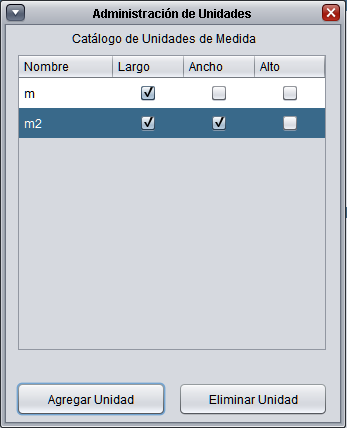 Administración de Unidades
Catálogo de Unidades de Medida
Nombre Largo Ancho Alto
m
m2
Agregar Unidad Eliminar Unidad